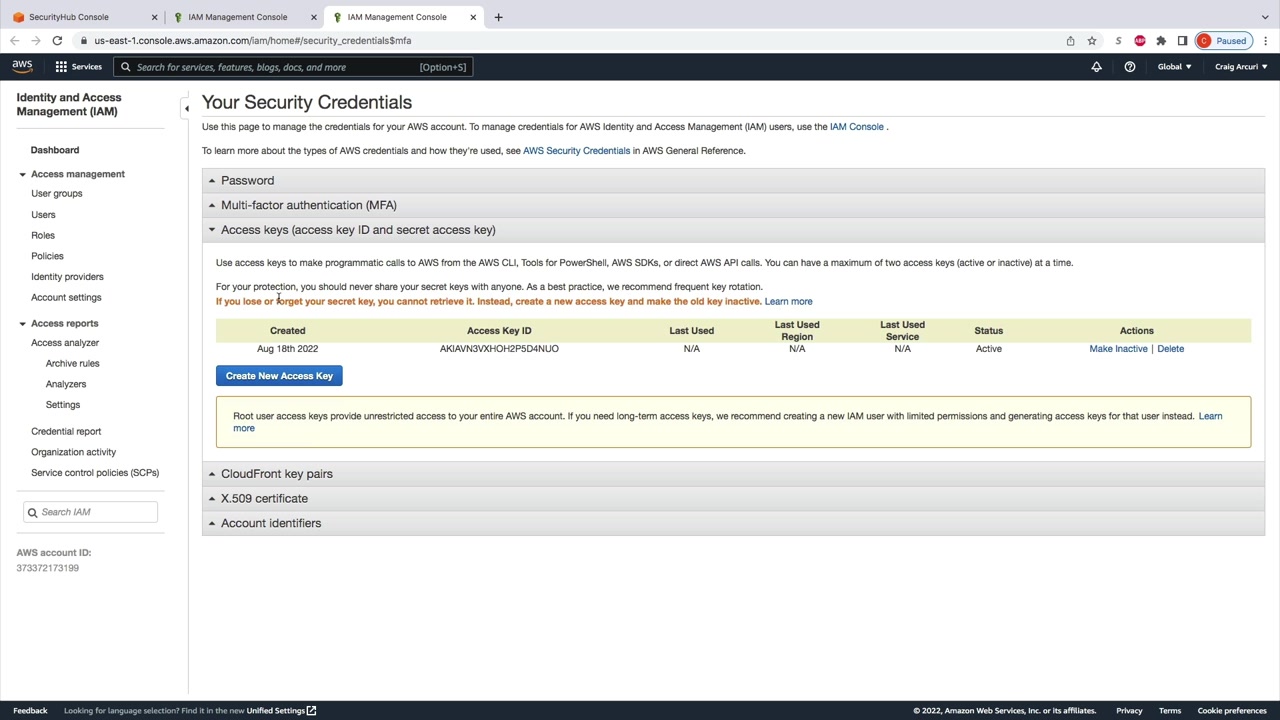 SecurityHub Console
IAM Management Console
IAM Management Console
us-east-1.console.aws.amazon.com/iam/home#/security_credentials$mfa
S
ABP
C Paused
aws
Services
Search for services, features, blogs, docs, and more [Option+S]
Global
Craig Arcuri
Identity and Access
Management (IAM)
Dashboard
Access management
User groups
Users
Roles
Policies
Identity providers
Account settings
Access reports
Access analyzer
Archive rules
Analyzers
Settings
Credential report
Organization activity
Service control policies (SCPs)
Search IAM
AWS account ID:
373372173199
Your Security Credentials
Use this page to manage the credentials for your AWS account. To manage credentials for AWS Identity and Access Management (IAM) users, use the IAM Console .
To learn more about the types of AWS credentials and how they're used, see AWS Security Credentials in AWS General Reference.
Password
Multi-factor authentication (MFA)
Access keys (access key ID and secret access key)
Use access keys to make programmatic calls to AWS from the AWS CLI, Tools for PowerShell, AWS SDKs, or direct AWS API calls. You can have a maximum of two access keys (active or inactive) at a time.
For your protection, you should never share your secret keys with anyone. As a best practice, we recommend frequent key rotation.
If you lose or forget your secret key, you cannot retrieve it. Instead, create a new access key and make the old key inactive. Learn more
Created Access Key ID Last Used Last Used Region Last Used Service Status Actions
Aug 18th 2022 AKIAVN3VXHOH2P5D4NUO N/A N/A N/A Active Make Inactive | Delete
Create New Access Key
Root user access keys provide unrestricted access to your entire AWS account. If you need long-term access keys, we recommend creating a new IAM user with limited permissions and generating access keys for that user instead. Learn
more
CloudFront key pairs
X.509 certificate
Account identifiers
Feedback
Looking for language selection? Find it in the new Unified Settings
© 2022, Amazon Web Services, Inc. or its affiliates.
Privacy
Terms
Cookie preferences